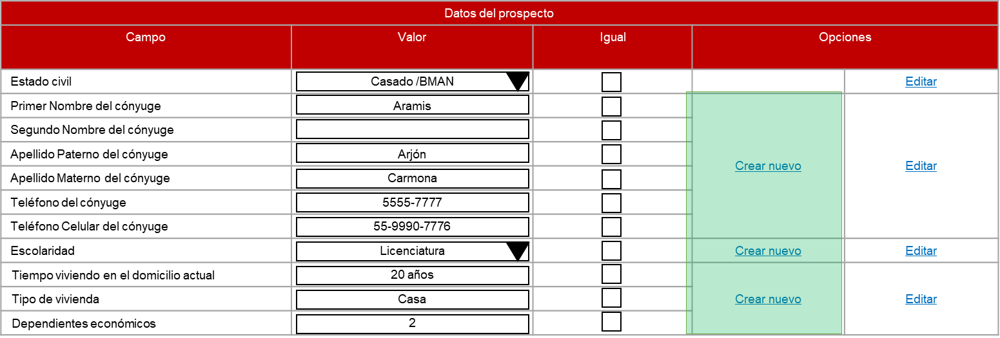 Datos del prospecto
Campo Valor Igual Opciones
Estado civil Casado /BMAN Editar
Primer Nombre del cónyuge Aramis
Segundo Nombre del cónyuge
Apellido Paterno del cónyuge Arjón
Crear nuevo Editar
Apellido Materno del cónyuge Carmona
Teléfono del cónyuge 5555-7777
Teléfono Celular del cónyuge 55-9990-7776
Escolaridad Licenciatura Crear nuevo Editar
Tiempo viviendo en el domicilio actual 20 años
Tipo de vivienda Casa Crear nuevo Editar
Dependientes económicos 2